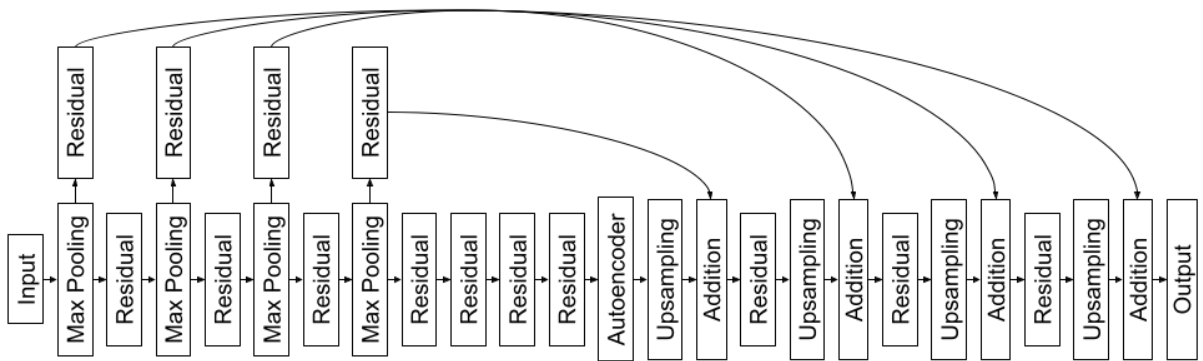 Residual
Residual
Residual
Residual
Input
Max Pooling
Residual
Max Pooling
Residual
Max Pooling
Residual
Max Pooling
Residual
Residual
Residual
Residual
Autoencoder
Upsampling
Addition
Residual
Upsampling
Addition
Residual
Upsampling
Addition
Residual
Upsampling
Addition
Output